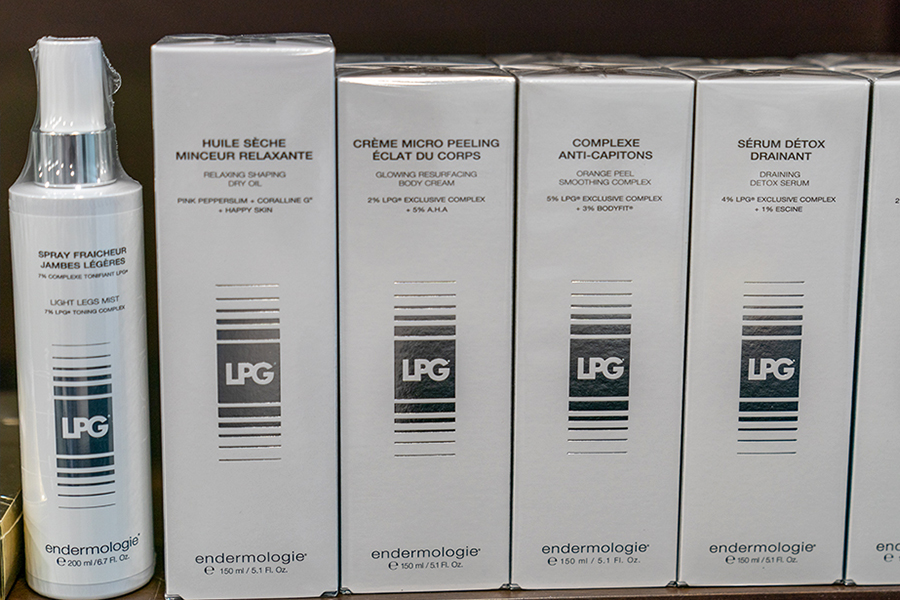 SPRAY FRAICHEUR
JAMBES LÉGÈRES
7% COMPLEXE TONIFIANT LPG®
LIGHT LEGS MIST
7% LPG® TONING COMPLEX
LPG®
endermologie®
e 200 ml / 6.7 Fl. Oz.
HUILE SÈCHE
MINCEUR RELAXANTE
RELAXING SHAPING
DRY OIL
PINK PEPPERSLIM + CORALLINE G®
+ HAPPY SKIN
LPG®
endermologie®
e 150 ml / 5.1 Fl. Oz.
CRÈME MICRO PEELING
ÉCLAT DU CORPS
GLOWING RESURFACING
BODY CREAM
2% LPG® EXCLUSIVE COMPLEX
+ 5% A.H.A
LPG®
endermologie®
e 150 ml / 5.1 Fl. Oz.
COMPLEXE
ANTI-CAPITONS
ORANGE PEEL
SMOOTHING COMPLEX
5% LPG® EXCLUSIVE COMPLEX
+ 3% BODYFIT®
LPG®
endermologie®
e 150 ml / 5.1 Fl. Oz.
SÉRUM DÉTOX
DRAINANT
DRAINING
DETOX SERUM
4% LPG® EXCLUSIVE COMPLEX
+ 1% ESCINE
LPG®
endermologie®
e 150 ml / 5.1 Fl. Oz.
2
en
e